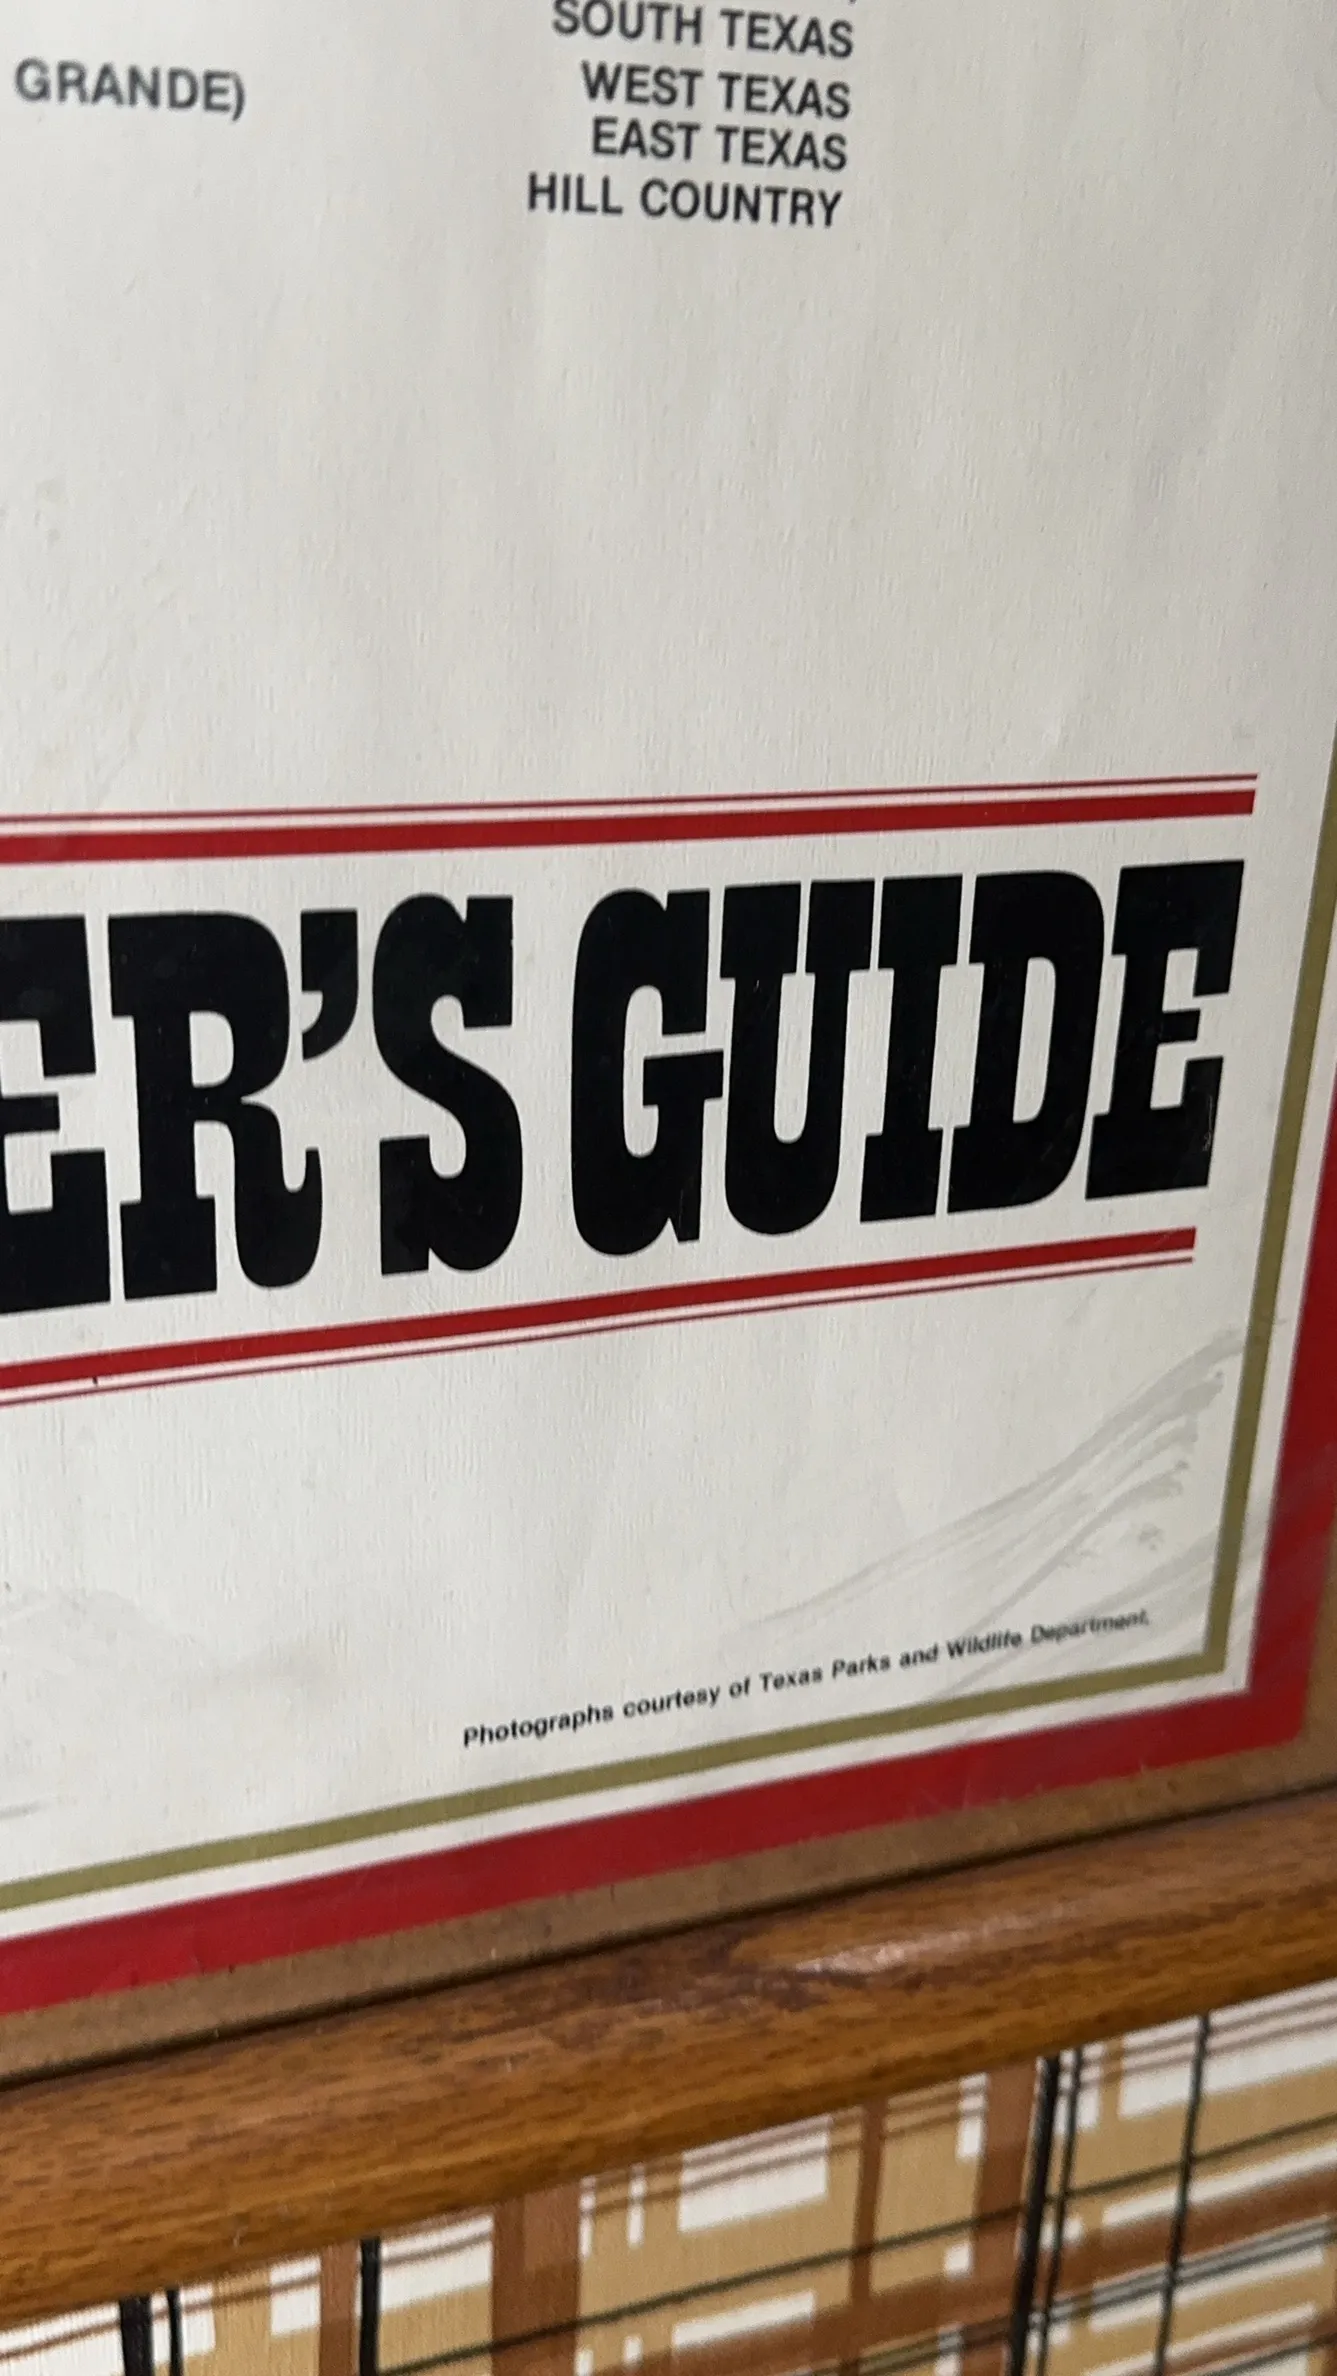 SOUTH TEXAS
GRANDE)
WEST TEXAS
EAST TEXAS
HILL COUNTRY
ER'S GUIDE
Photographs courtesy of Texas Parks and Wildlife Department.